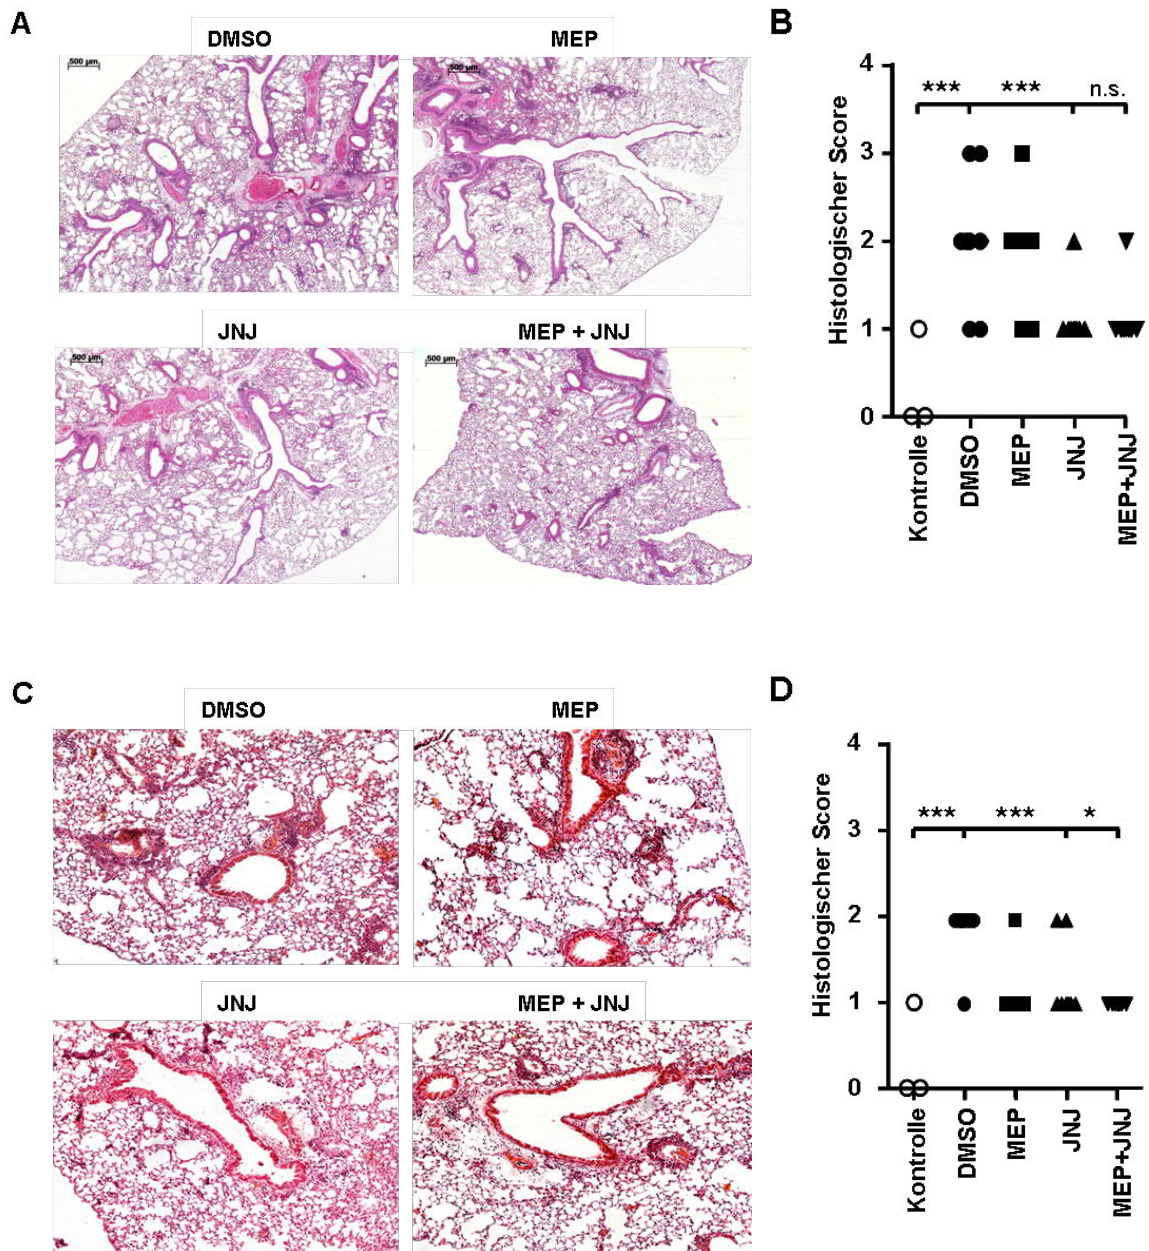 A
DMSO MEP
500 µm
500 µm
JNJ MEP + JNJ
500 µm
500 µm
B
Histologischer Score
4
3
2
1
0
*** *** n.s.
Kontrolle
DMSO
MEP
JNJ
MEP+JNJ
C
DMSO MEP
JNJ MEP + JNJ
D
Histologischer Score
4
3
2
1
0
*** *** *
Kontrolle
DMSO
MEP
JNJ
MEP+JNJ